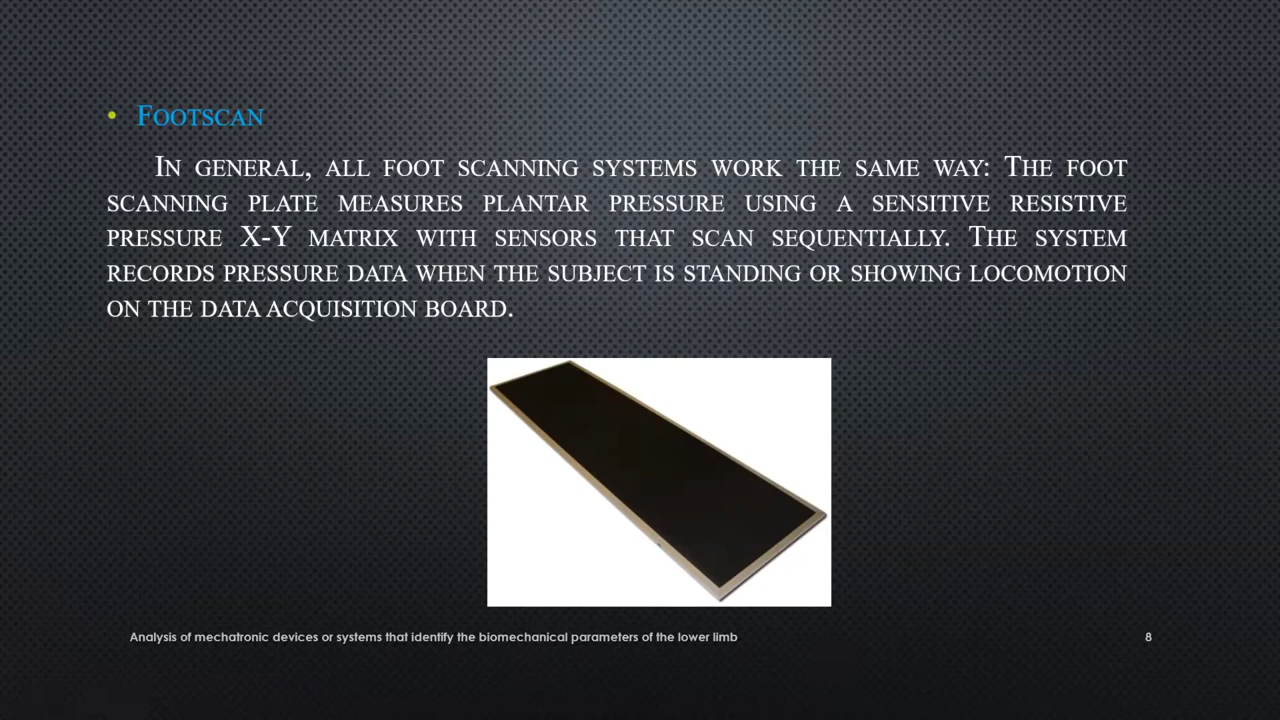 • Footscan
In general, all foot scanning systems work the same way: The foot
scanning plate measures plantar pressure using a sensitive resistive
pressure X-Y matrix with sensors that scan sequentially. The system
records pressure data when the subject is standing or showing locomotion
on the data acquisition board.
Analysis of mechatronic devices or systems that identify the biomechanical parameters of the lower limb
8